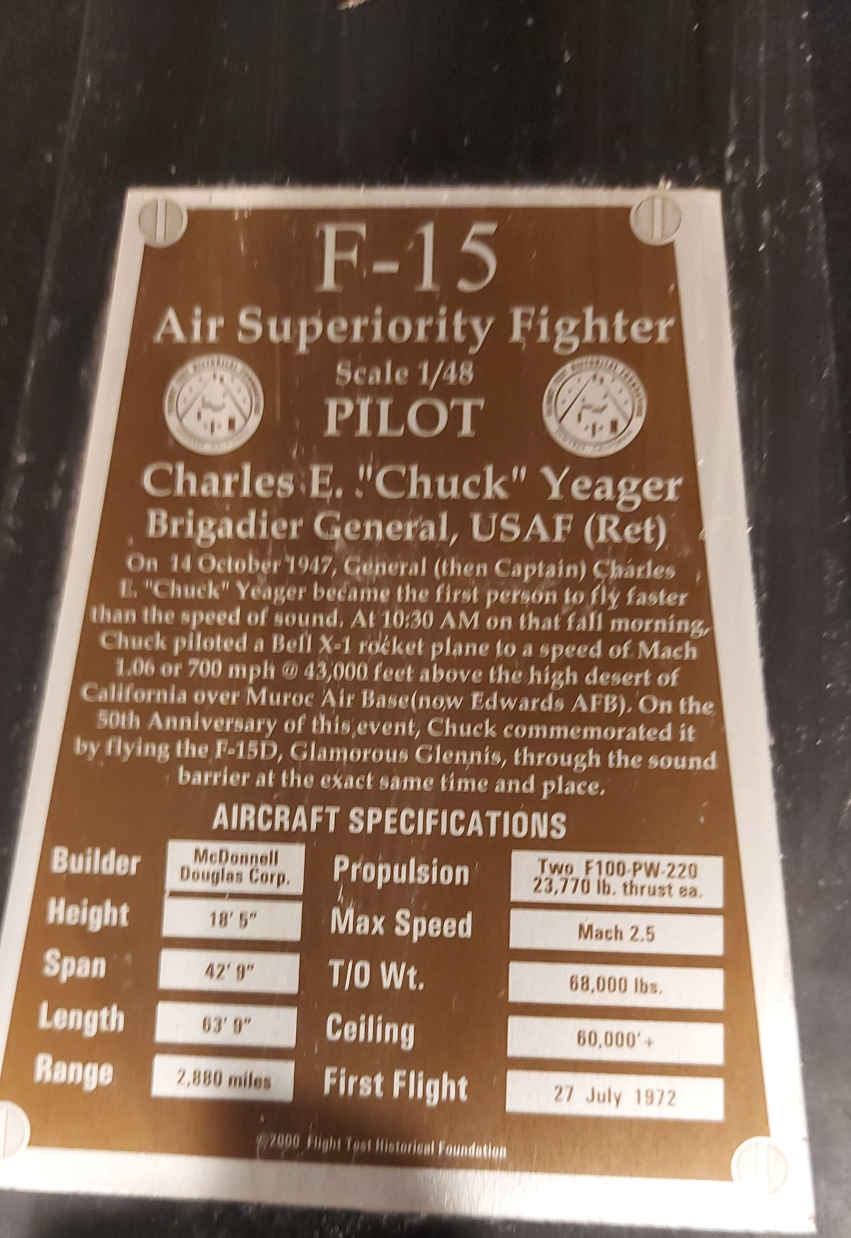 F-15
Air Superiority Fighter
Scale 1/48
PILOT
Charles E. "Chuck" Yeager
Brigadier General, USAF (Ret)
On 14 October 1947, General (then Captain) Charles
E. "Chuck" Yeager became the first person to fly faster
than the speed of sound. At 10:30 AM on that fall morning,
Chuck piloted a Bell X-1 rocket plane to a speed of Mach
1.06 or 700 mph @ 43,000 feet above the high desert of
California over Muroc Air Base(now Edwards AFB). On the
50th Anniversary of this event, Chuck commemorated it
by flying the F-15D, Glamorous Glennis, through the sound
barrier at the exact same time and place.
AIRCRAFT SPECIFICATIONS
Builder McDonnell Douglas Corp. Propulsion Two F100-PW-220 23,770 lb. thrust ea.
Height 18' 5" Max Speed Mach 2.5
Span 42' 9" T/O Wt. 68,000 lbs.
Length 63' 9" Ceiling 60,000'+
Range 2,880 miles First Flight 27 July 1972
©2000 Flight Test Historical Foundation